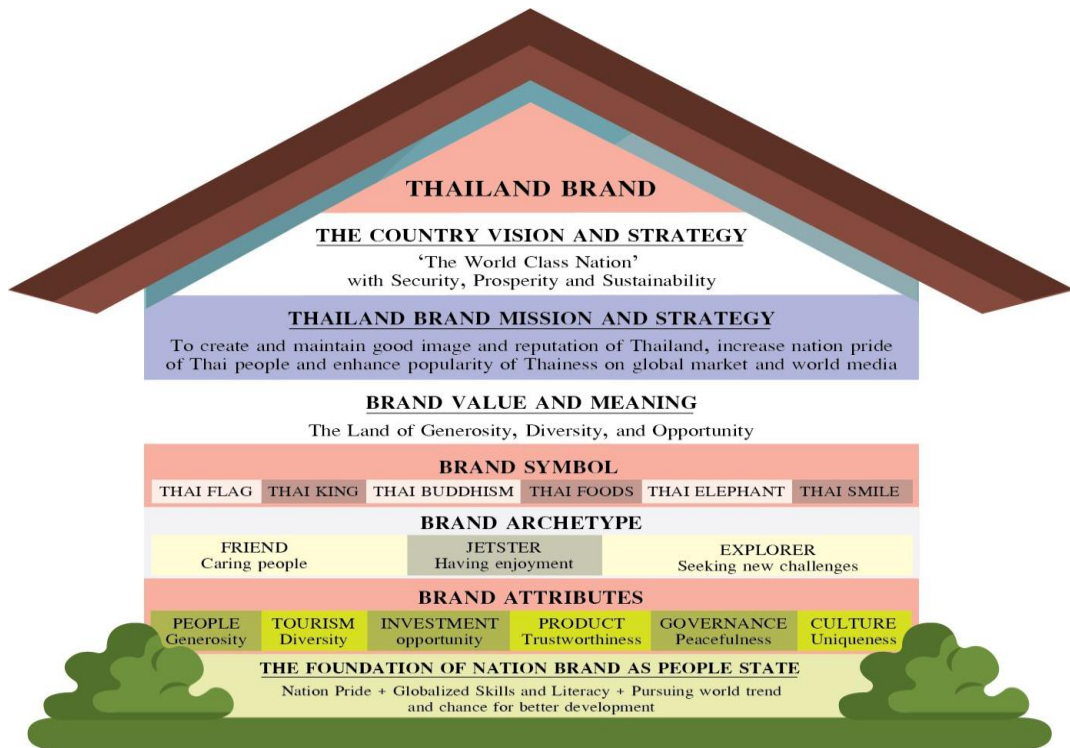 THAILAND BRAND
THE COUNTRY VISION AND STRATEGY
‘The World Class Nation’
with Security, Prosperity and Sustainability
THAILAND BRAND MISSION AND STRATEGY
To create and maintain good image and reputation of Thailand, increase nation pride
of Thai people and enhance popularity of Thainess on global market and world media
BRAND VALUE AND MEANING
The Land of Generosity, Diversity, and Opportunity
BRAND SYMBOL
THAI FLAG THAI KING THAI BUDDHISM THAI FOODS THAI ELEPHANT THAI SMILE
BRAND ARCHETYPE
FRIEND JETSTER EXPLORER
Caring people Having enjoyment Seeking new challenges
BRAND ATTRIBUTES
PEOPLE TOURISM INVESTMENT PRODUCT GOVERNANCE CULTURE
Generosity Diversity opportunity Trustworthiness Peacefulness Uniqueness
THE FOUNDATION OF NATION BRAND AS PEOPLE STATE
Nation Pride + Globalized Skills and Literacy + Pursuing world trend
and chance for better development